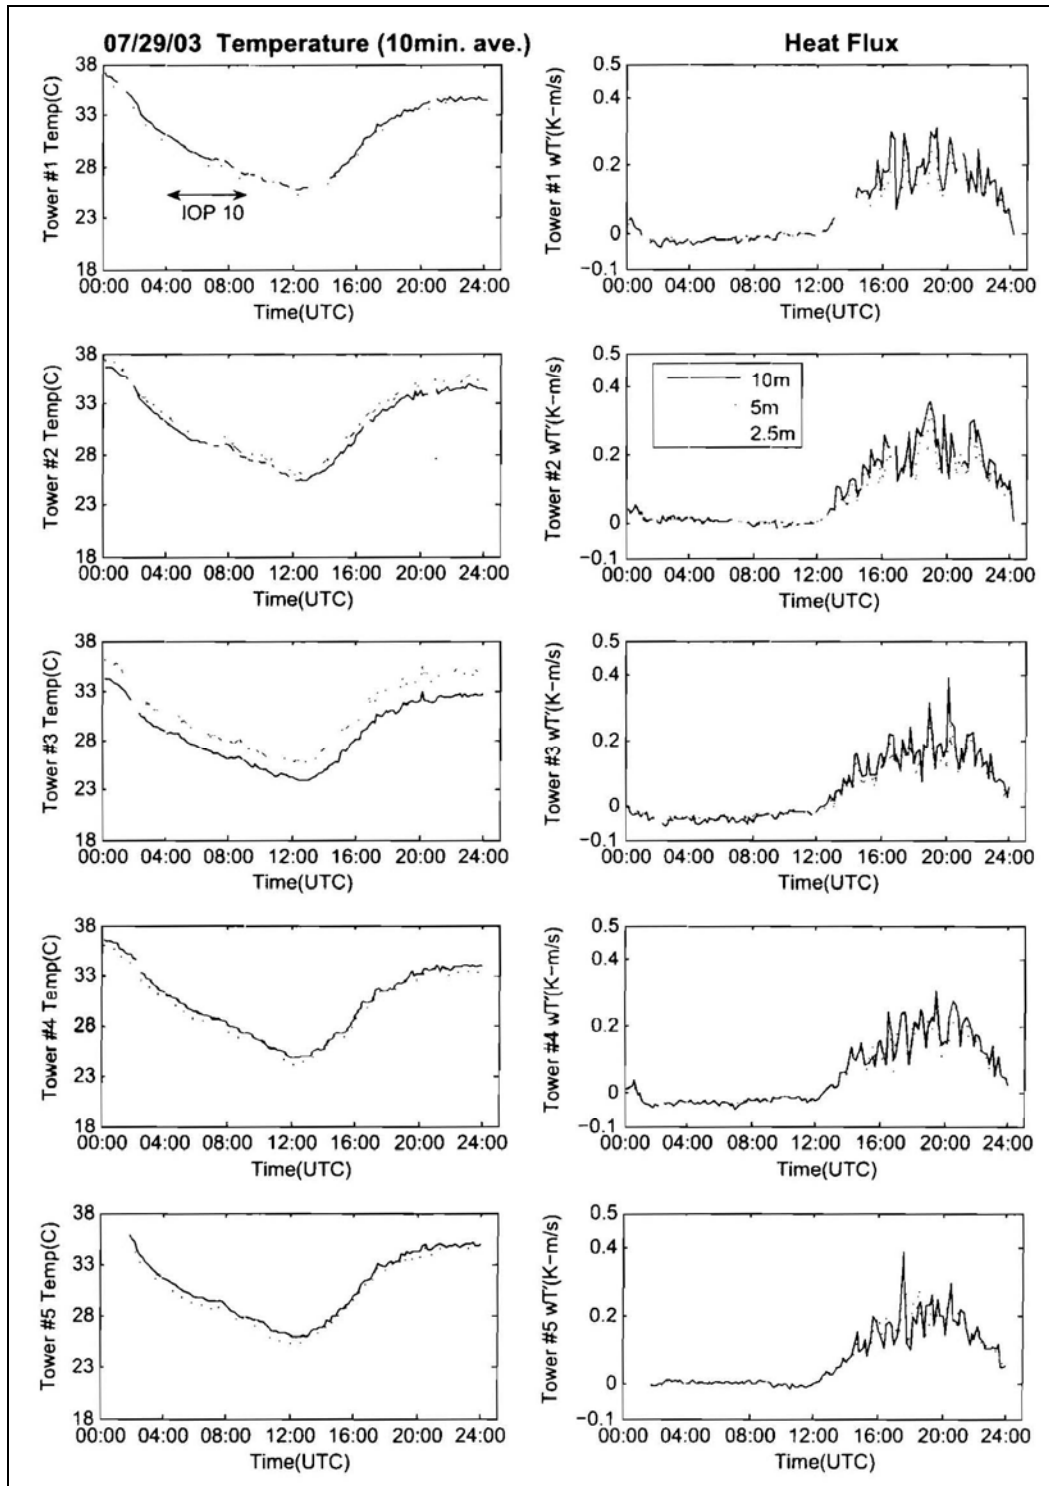 07/29/03 Temperature (10min. ave.)
Heat Flux
38
33
28
23
18
Tower #1 Temp(C)
IOP 10
00:00 04:00 08:00 12:00 16:00 20:00 24:00
Time(UTC)
0.5
0.4
0.2
0
−0.1
Tower #1 wT'(K−m/s)
00:00 04:00 08:00 12:00 16:00 20:00 24:00
Time(UTC)
38
33
28
23
18
Tower #2 Temp(C)
00:00 04:00 08:00 12:00 16:00 20:00 24:00
Time(UTC)
0.5
0.4
0.2
0
−0.1
Tower #2 wT'(K−m/s)
10m
5m
2.5m
00:00 04:00 08:00 12:00 16:00 20:00 24:00
Time(UTC)
38
33
28
23
18
Tower #3 Temp(C)
00:00 04:00 08:00 12:00 16:00 20:00 24:00
Time(UTC)
0.5
0.4
0.2
0
−0.1
Tower #3 wT'(K−m/s)
00:00 04:00 08:00 12:00 16:00 20:00 24:00
Time(UTC)
38
33
28
23
18
Tower #4 Temp(C)
00:00 04:00 08:00 12:00 16:00 20:00 24:00
Time(UTC)
0.5
0.4
0.2
0
−0.1
Tower #4 wT'(K−m/s)
00:00 04:00 08:00 12:00 16:00 20:00 24:00
Time(UTC)
38
33
28
23
18
Tower #5 Temp(C)
00:00 04:00 08:00 12:00 16:00 20:00 24:00
Time(UTC)
0.5
0.4
0.2
0
−0.1
Tower #5 wT'(K−m/s)
00:00 04:00 08:00 12:00 16:00 20:00 24:00
Time(UTC)